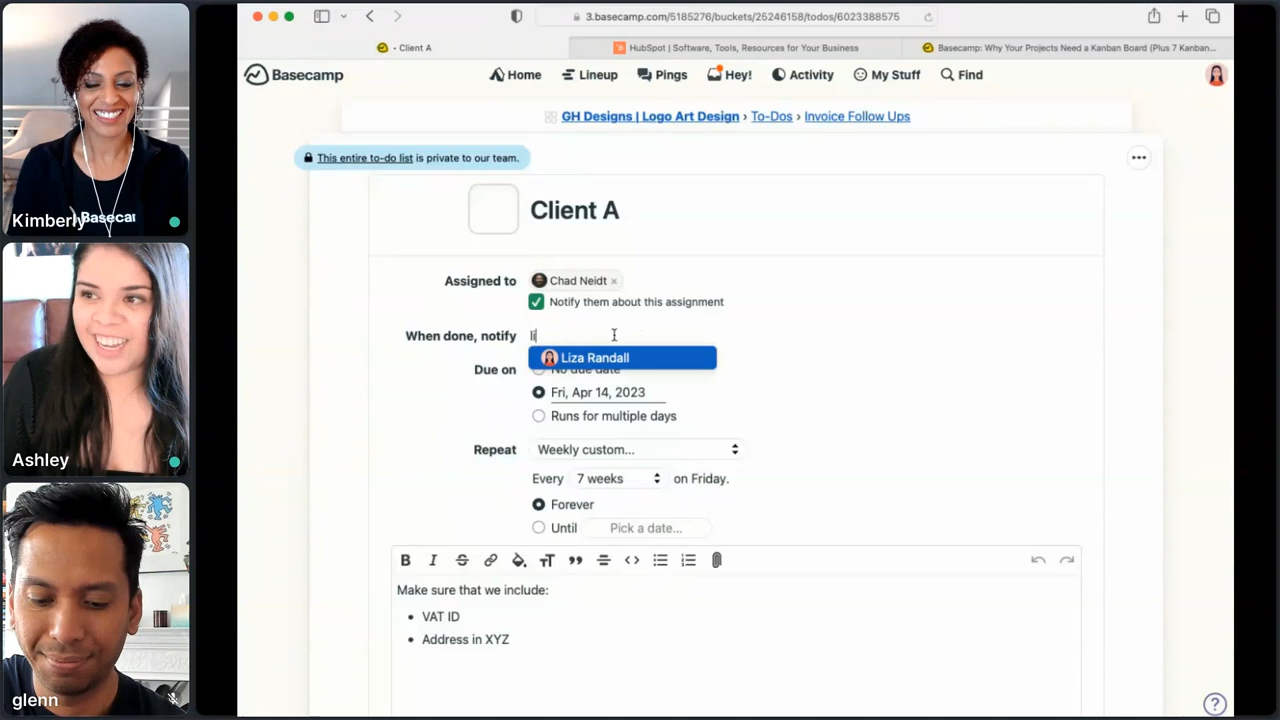 3.basecamp.com/5185276/buckets/25246158/todos/6023388575
• Client A
HubSpot | Software, Tools, Resources for Your Business
Basecamp: Why Your Projects Need a Kanban Board (Plus 7 Kanban...
Basecamp
Home
Lineup
Pings
Hey!
Activity
My Stuff
Find
GH Designs | Logo Art Design › To-Dos › Invoice Follow Ups
This entire to-do list is private to our team.
Client A
Assigned to
Chad Neidt ×
Notify them about this assignment
When done, notify
li
Liza Randall
Due on
No due date
Fri, Apr 14, 2023
Runs for multiple days
Repeat
Weekly custom...
Every 7 weeks on Friday.
Forever
Until Pick a date...
B I S
Make sure that we include:
• VAT ID
• Address in XYZ
?
Kimberly
Basecam
Ashley
glenn